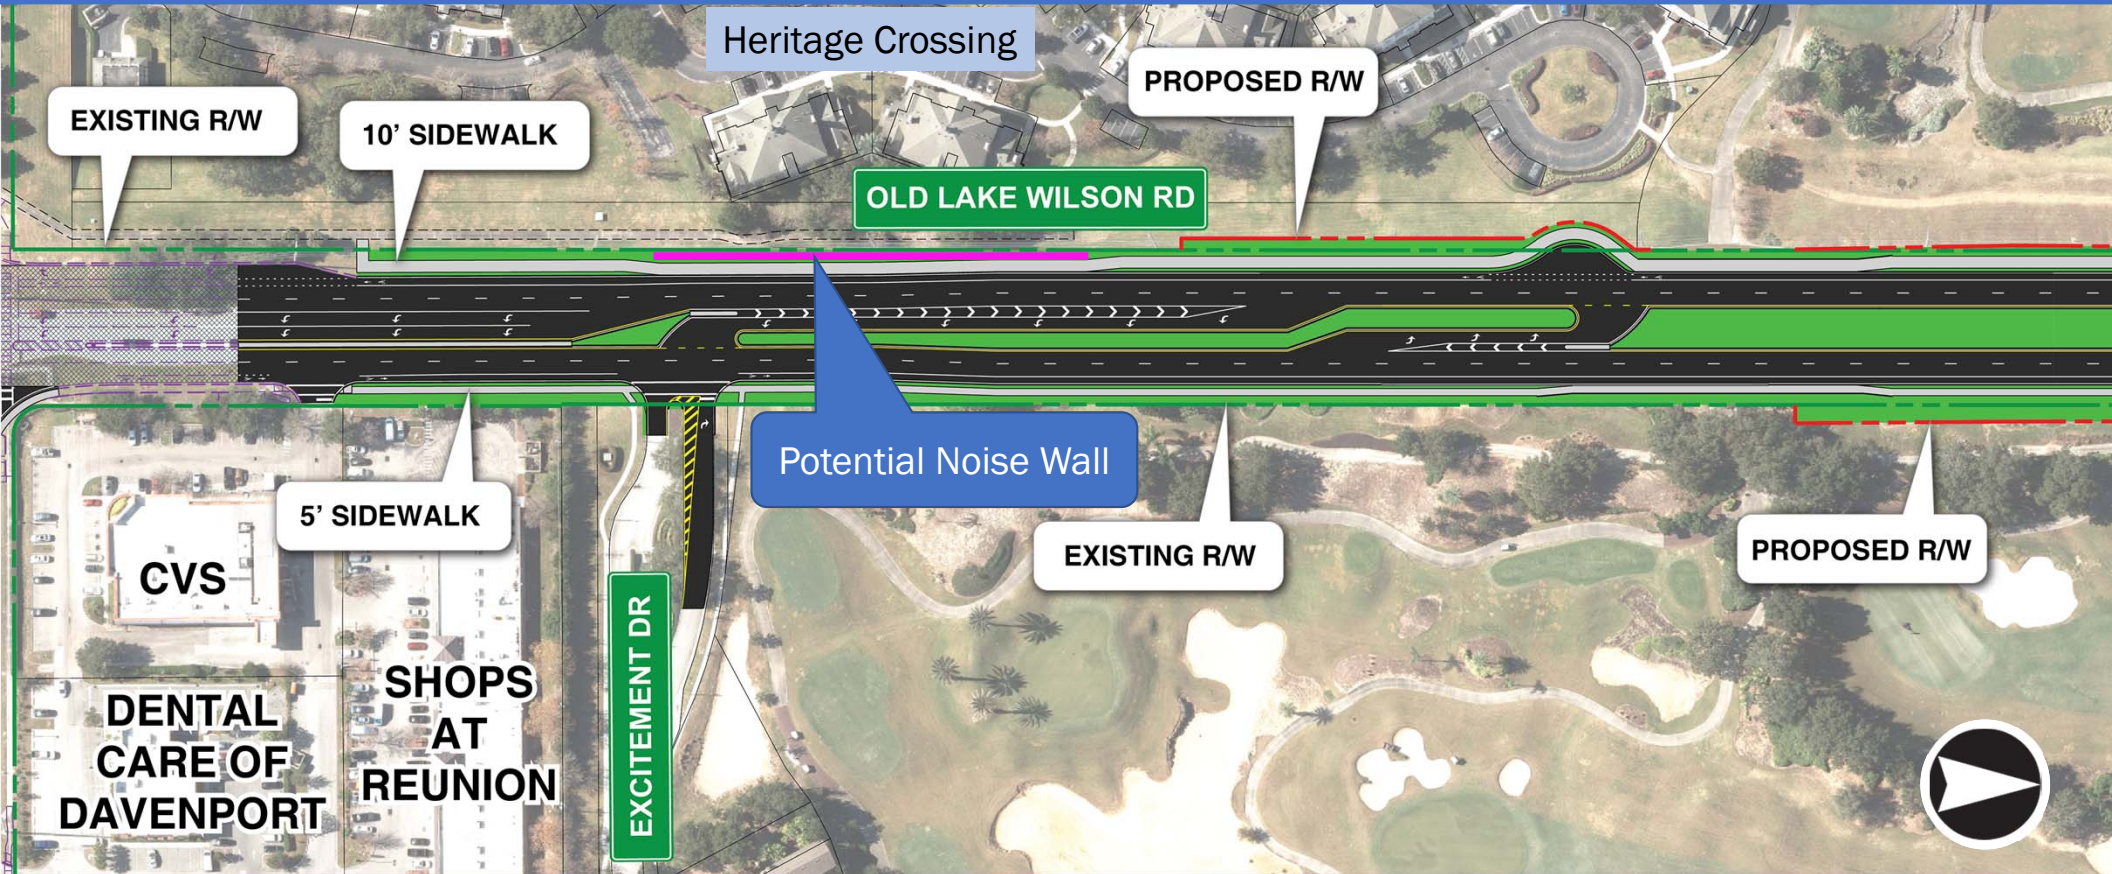 Heritage Crossing
PROPOSED R/W
EXISTING R/W
10’ SIDEWALK
OLD LAKE WILSON RD
Potential Noise Wall
5’ SIDEWALK
EXISTING R/W
PROPOSED R/W
CVS
EXCITEMENT DR
SHOPS
AT
REUNION
DENTAL
CARE OF
DAVENPORT